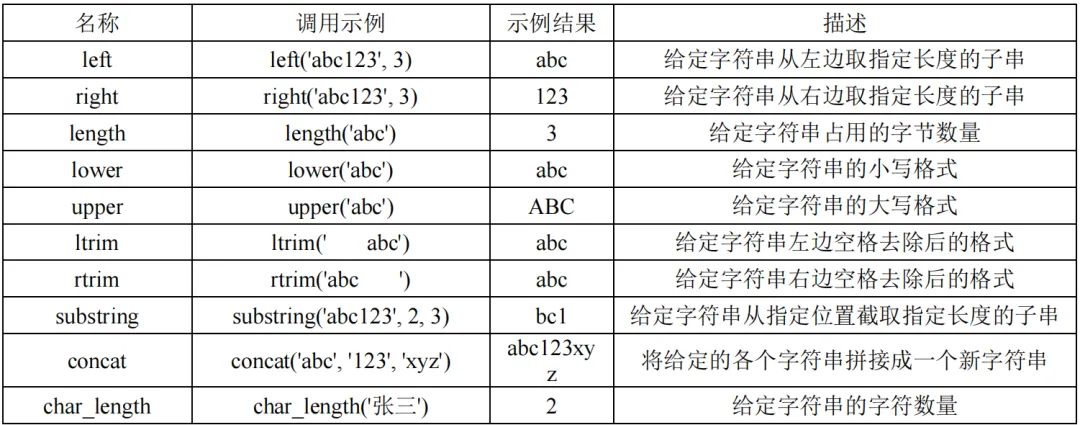 名称 调用示例 示例结果 描述
left left('abc123', 3) abc 给定字符串从左边取指定长度的子串
right right('abc123', 3) 123 给定字符串从右边取指定长度的子串
length length('abc') 3 给定字符串占用的字节数量
lower lower('abc') abc 给定字符串的小写格式
upper upper('abc') ABC 给定字符串的大写格式
ltrim ltrim('    abc') abc 给定字符串左边空格去除后的格式
rtrim rtrim('abc    ') abc 给定字符串右边空格去除后的格式
substring substring('abc123', 2, 3) bc1 给定字符串从指定位置截取指定长度的子串
concat concat('abc', '123', 'xyz') abc123xy
z 将给定的各个字符串拼接成一个新字符串
char_length char_length('张三') 2 给定字符串的字符数量